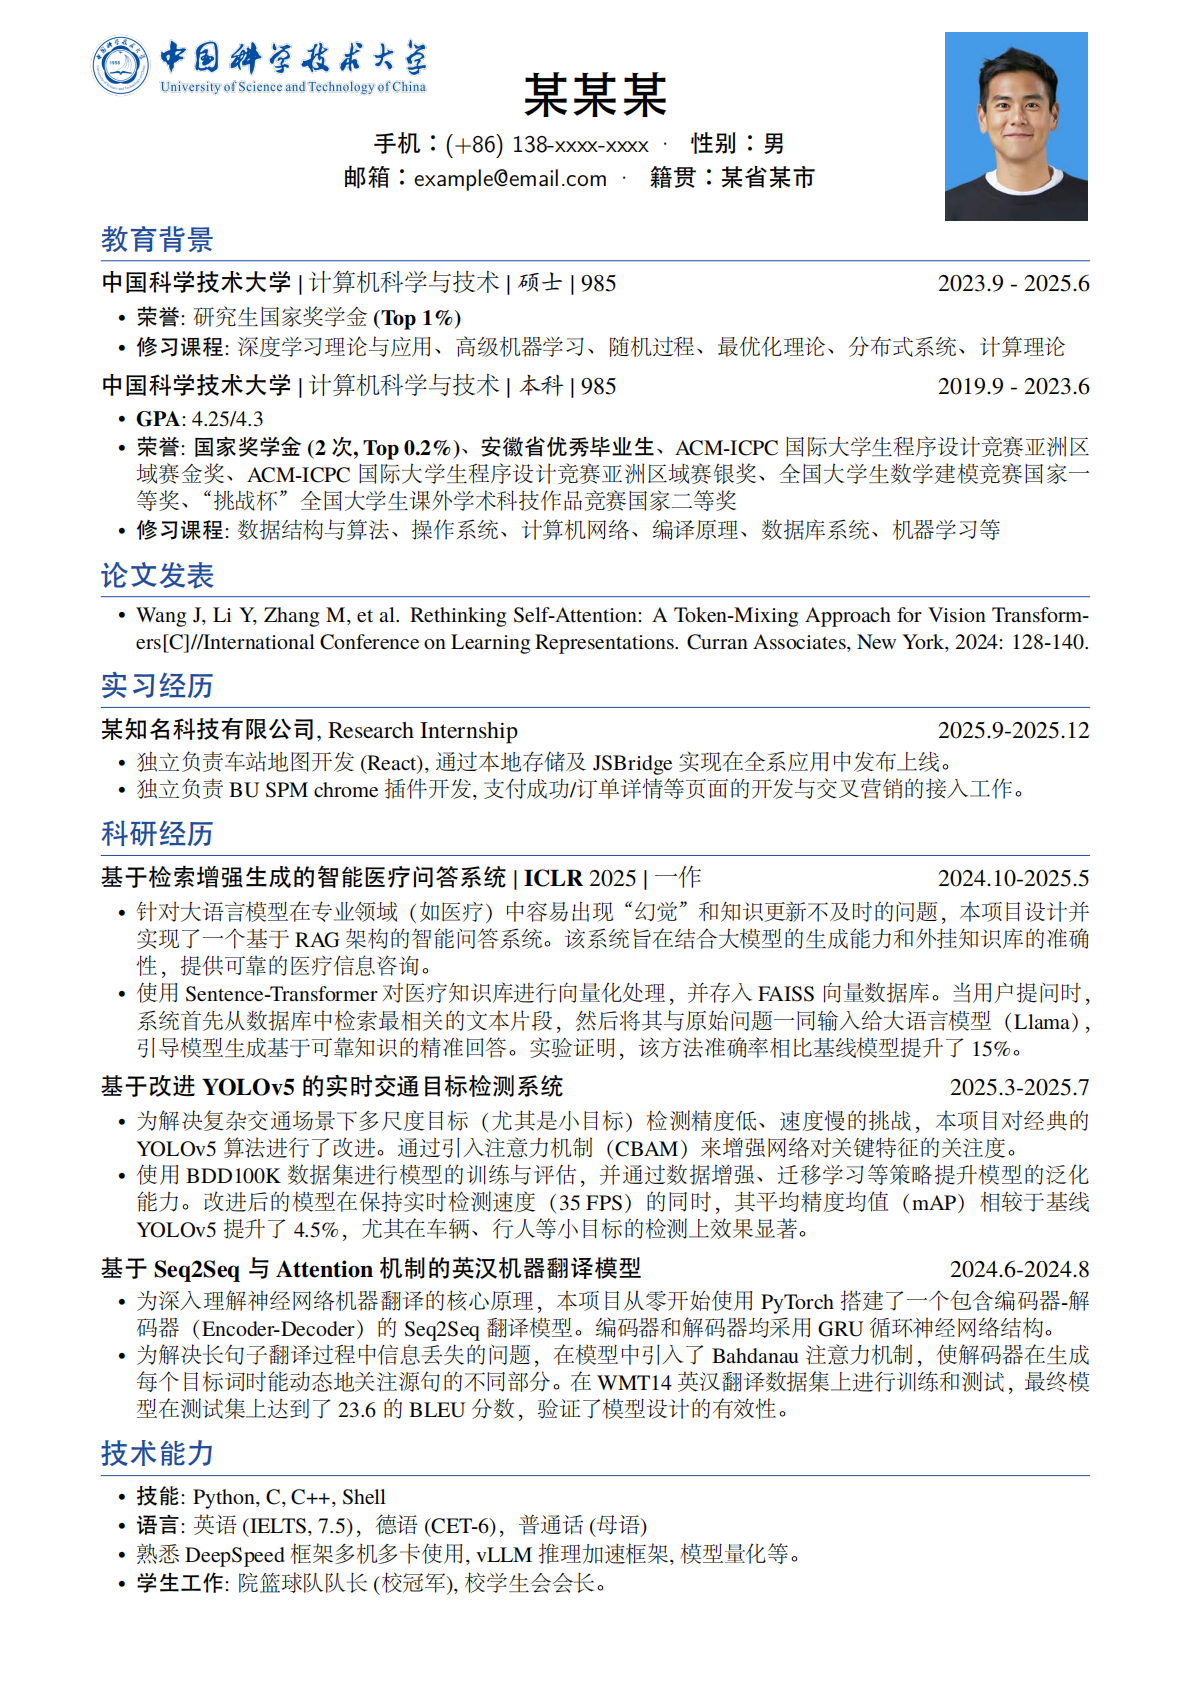 中国科学技术大学
University of Science and Technology of China
某某某
手机：(+86) 138-xxxx-xxxx · 性别：男
邮箱：example@email.com · 籍贯：某省某市
教育背景
中国科学技术大学 | 计算机科学与技术 | 硕士 | 985 2023.9 - 2025.6
• 荣誉: 研究生国家奖学金 (Top 1%)
• 修习课程: 深度学习理论与应用、高级机器学习、随机过程、最优化理论、分布式系统、计算理论
中国科学技术大学 | 计算机科学与技术 | 本科 | 985 2019.9 - 2023.6
• GPA: 4.25/4.3
• 荣誉: 国家奖学金 (2 次, Top 0.2%)、安徽省优秀毕业生、ACM-ICPC 国际大学生程序设计竞赛亚洲区
域赛金奖、ACM-ICPC 国际大学生程序设计竞赛亚洲区域赛银奖、全国大学生数学建模竞赛国家一
等奖、“挑战杯”全国大学生课外学术科技作品竞赛国家二等奖
• 修习课程: 数据结构与算法、操作系统、计算机网络、编译原理、数据库系统、机器学习等
论文发表
• Wang J, Li Y, Zhang M, et al. Rethinking Self-Attention: A Token-Mixing Approach for Vision Transform-
ers[C]//International Conference on Learning Representations. Curran Associates, New York, 2024: 128-140.
实习经历
某知名科技有限公司, Research Internship 2025.9-2025.12
• 独立负责车站地图开发 (React), 通过本地存储及 JSBridge 实现在全系应用中发布上线。
• 独立负责 BU SPM chrome 插件开发, 支付成功/订单详情等页面的开发与交叉营销的接入工作。
科研经历
基于检索增强生成的智能医疗问答系统 | ICLR 2025 | 一作 2024.10-2025.5
• 针对大语言模型在专业领域（如医疗）中容易出现“幻觉”和知识更新不及时的问题，本项目设计并
实现了一个基于 RAG 架构的智能问答系统。该系统旨在结合大模型的生成能力和外挂知识库的准确
性，提供可靠的医疗信息咨询。
• 使用 Sentence-Transformer 对医疗知识库进行向量化处理，并存入 FAISS 向量数据库。当用户提问时，
系统首先从数据库中检索最相关的文本片段，然后将其与原始问题一同输入给大语言模型（Llama），
引导模型生成基于可靠知识的精准回答。实验证明，该方法准确率相比基线模型提升了 15%。
基于改进 YOLOv5 的实时交通目标检测系统 2025.3-2025.7
• 为解决复杂交通场景下多尺度目标（尤其是小目标）检测精度低、速度慢的挑战，本项目对经典的
YOLOv5 算法进行了改进。通过引入注意力机制（CBAM）来增强网络对关键特征的关注度。
• 使用 BDD100K 数据集进行模型的训练与评估，并通过数据增强、迁移学习等策略提升模型的泛化
能力。改进后的模型在保持实时检测速度（35 FPS）的同时，其平均精度均值（mAP）相较于基线
YOLOv5 提升了 4.5%，尤其在车辆、行人等小目标的检测上效果显著。
基于 Seq2Seq 与 Attention 机制的英汉机器翻译模型 2024.6-2024.8
• 为深入理解神经网络机器翻译的核心原理，本项目从零开始使用 PyTorch 搭建了一个包含编码器-解
码器（Encoder-Decoder）的 Seq2Seq 翻译模型。编码器和解码器均采用 GRU 循环神经网络结构。
• 为解决长句子翻译过程中信息丢失的问题，在模型中引入了 Bahdanau 注意力机制，使解码器在生成
每个目标词时能动态地关注源句的不同部分。在 WMT14 英汉翻译数据集上进行训练和测试，最终模
型在测试集上达到了 23.6 的 BLEU 分数，验证了模型设计的有效性。
技术能力
• 技能: Python, C, C++, Shell
• 语言: 英语 (IELTS, 7.5)，德语 (CET-6)，普通话 (母语)
• 熟悉 DeepSpeed 框架多机多卡使用, vLLM 推理加速框架, 模型量化等。
• 学生工作: 院篮球队队长 (校冠军), 校学生会会长。